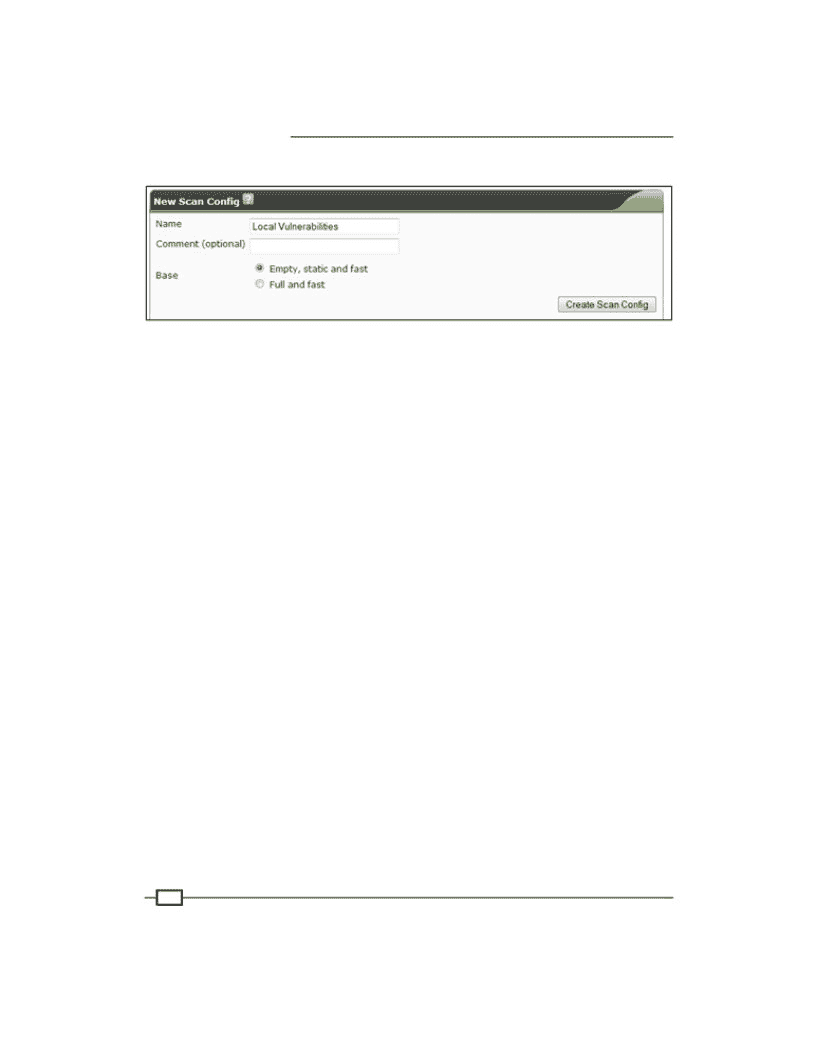 New Scan Config ?
Name Local Vulnerabilities
Comment (optional)
Base
Empty, static and fast
Full and fast
Create Scan Config